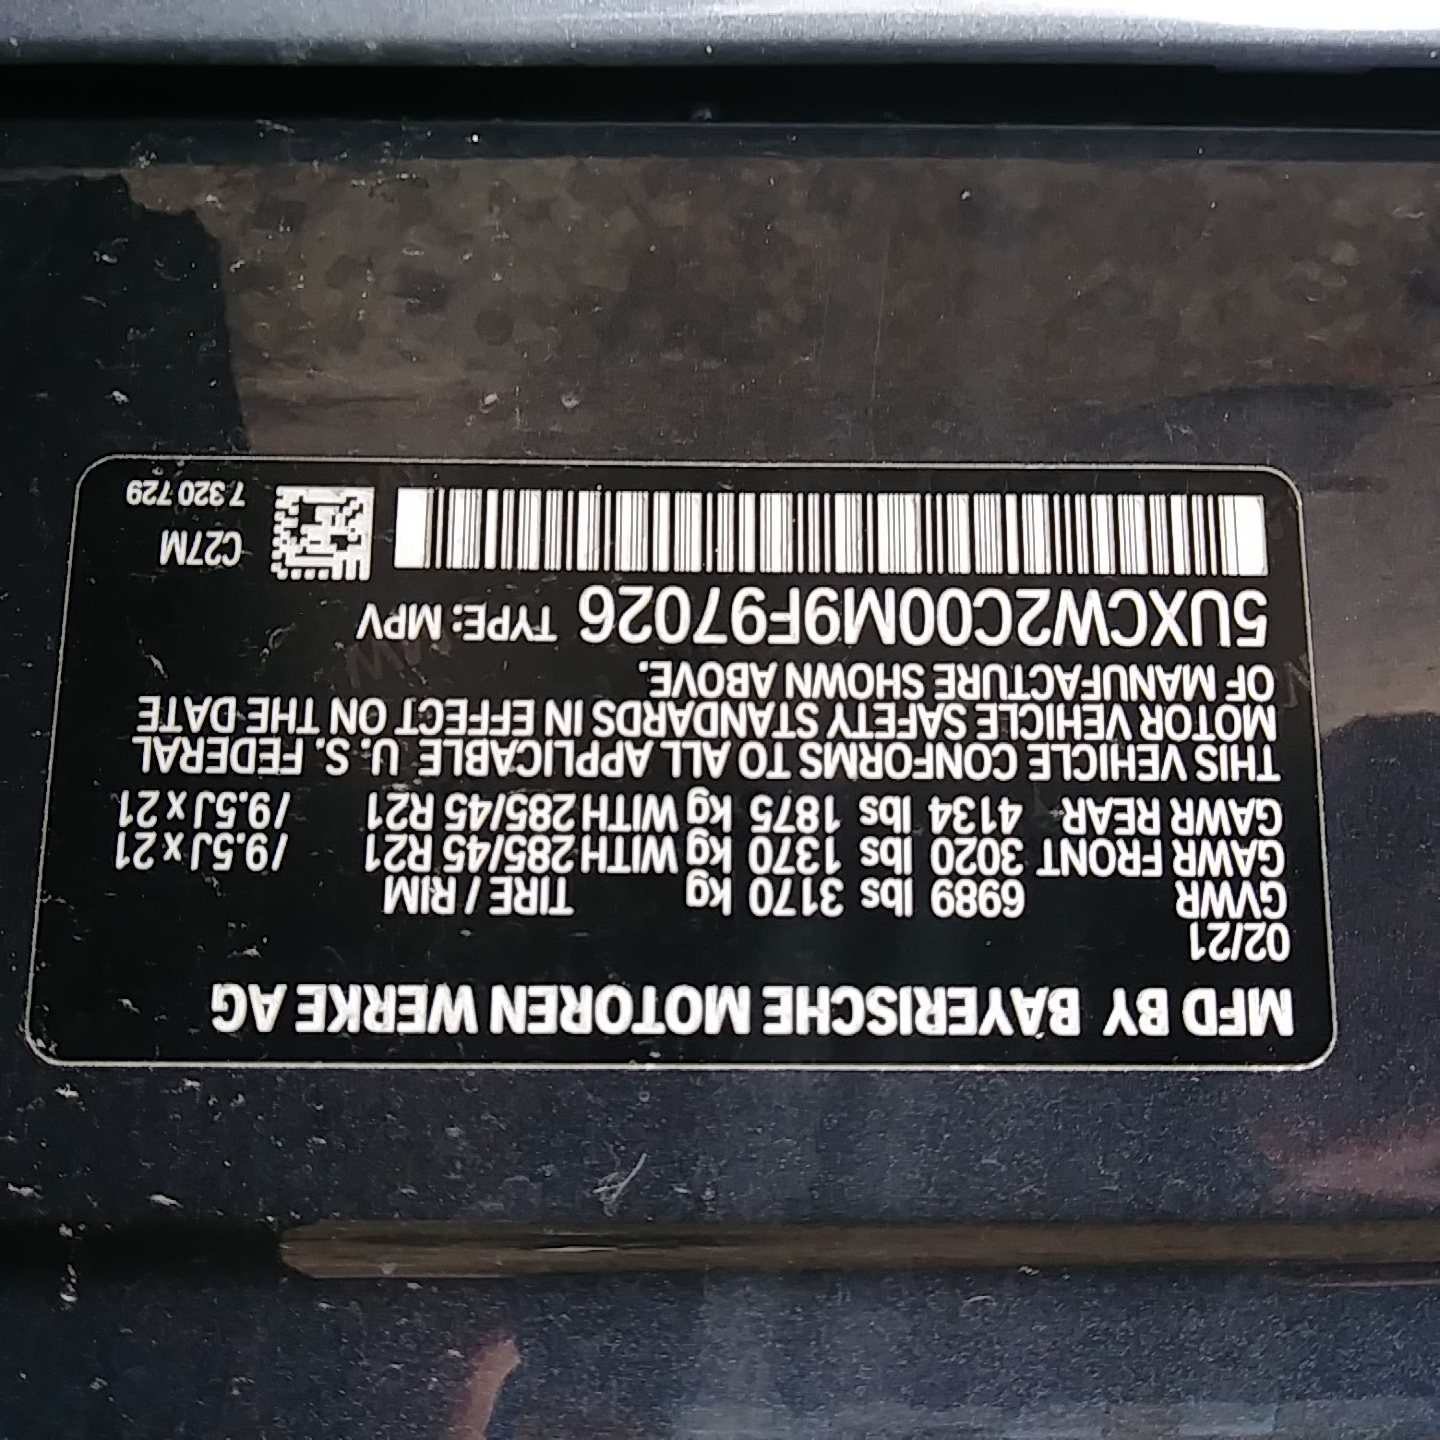 MFD BY BAYERISCHE MOTOREN WERKE AG
02/21
GVWR 6989 lbs 3170 kg TIRE / RIM
GAWR FRONT 3020 lbs 1370 kg WITH 285/45 R21 /9.5J x 21
GAWR REAR 4134 lbs 1875 kg WITH 285/45 R21 /9.5J x 21
THIS VEHICLE CONFORMS TO ALL APPLICABLE U. S. FEDERAL
MOTOR VEHICLE SAFETY STANDARDS IN EFFECT ON THE DATE
OF MANUFACTURE SHOWN ABOVE.
5UXCW2C00M9F97026 TYPE: MPV
C27M
7 320 729